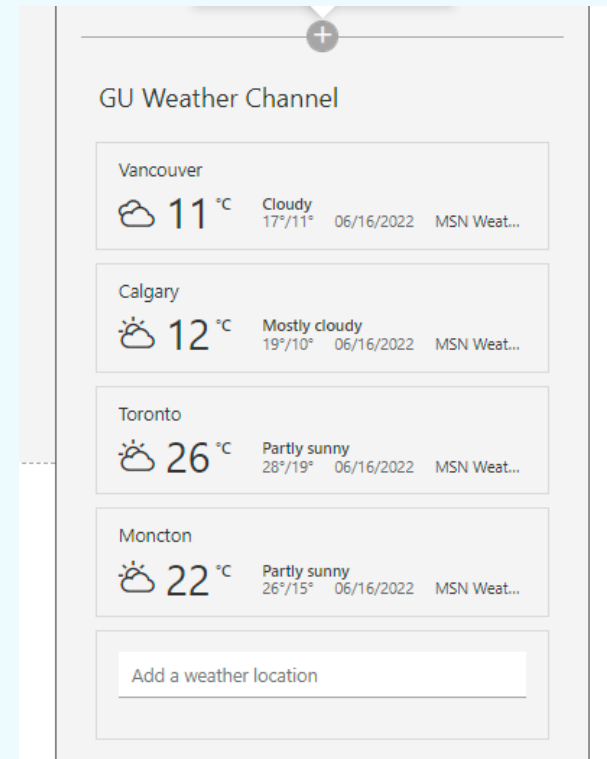 GU Weather Channel
Vancouver
11 °C
Cloudy
17°/11° 06/16/2022 MSN Weat...
Calgary
12 °C
Mostly cloudy
19°/10° 06/16/2022 MSN Weat...
Toronto
26 °C
Partly sunny
28°/19° 06/16/2022 MSN Weat...
Moncton
22 °C
Partly sunny
26°/15° 06/16/2022 MSN Weat...
Add a weather location